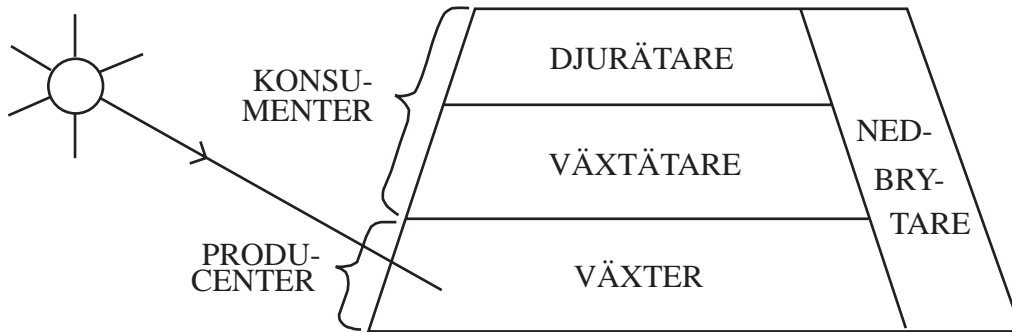 KONSU-
MENTER
DJURÄTARE
VÄXTÄTARE
NED-
BRY-
TARE
PRODU-
CENTER
VÄXTER